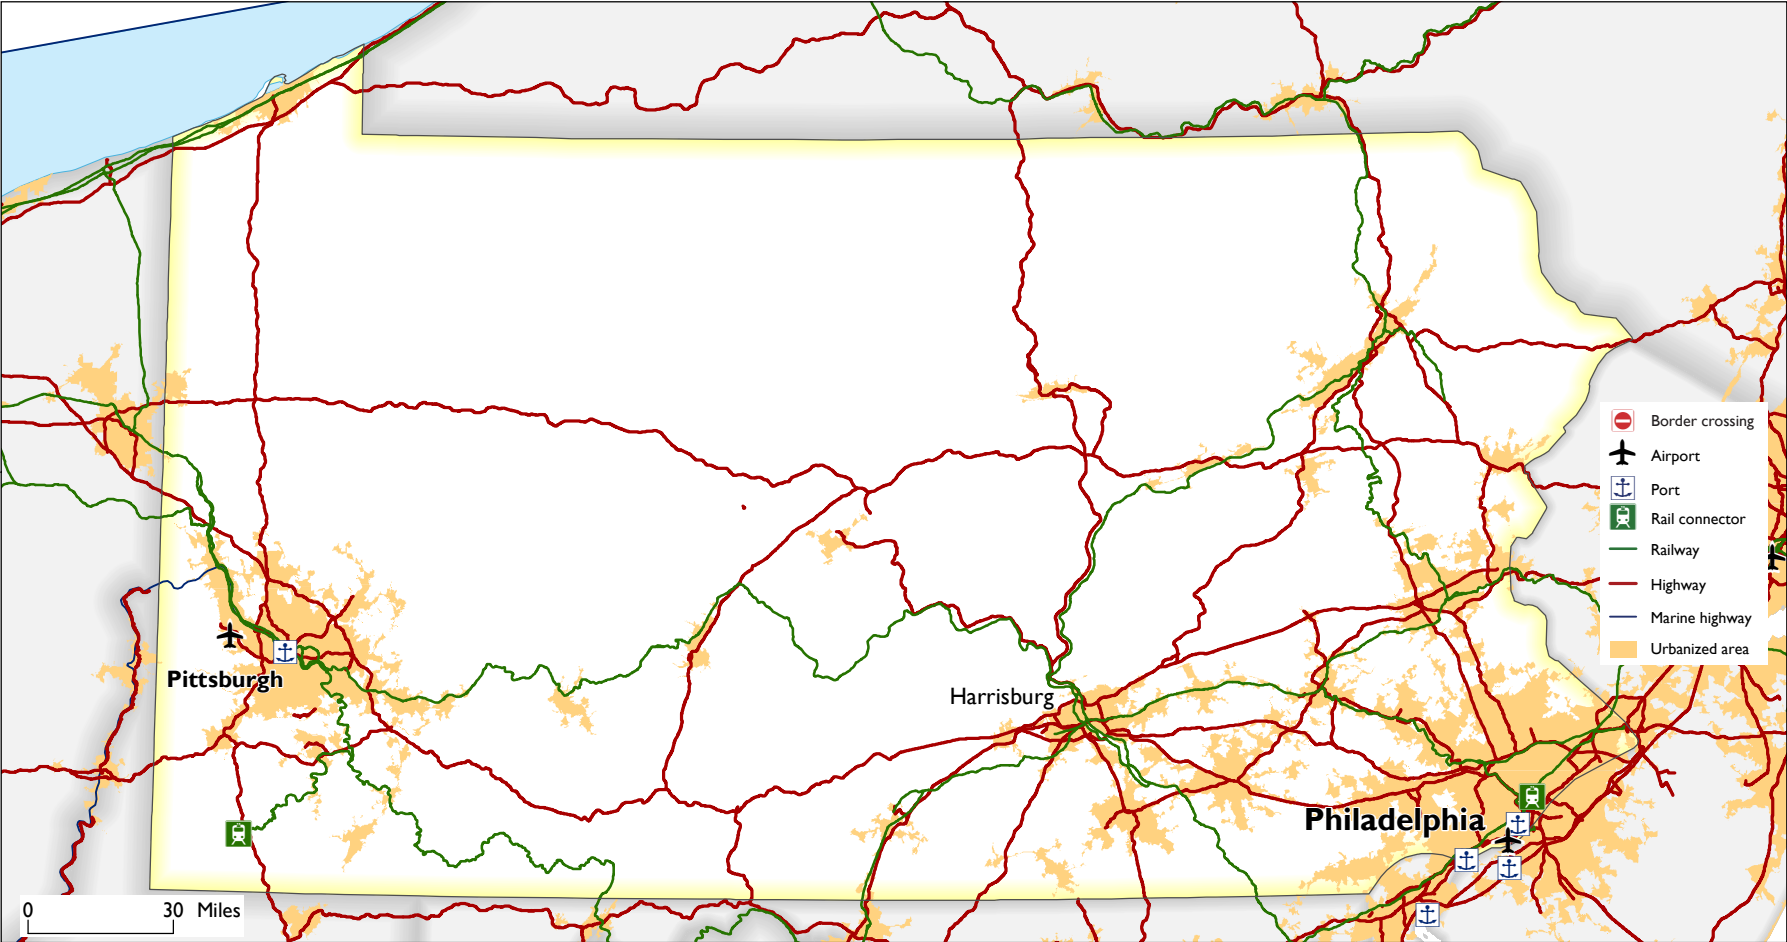 Border crossing
Airport
Port
Rail connector
Railway
Highway
Marine highway
Urbanized area
Pittsburgh
Harrisburg
Philadelphia
0 30 Miles